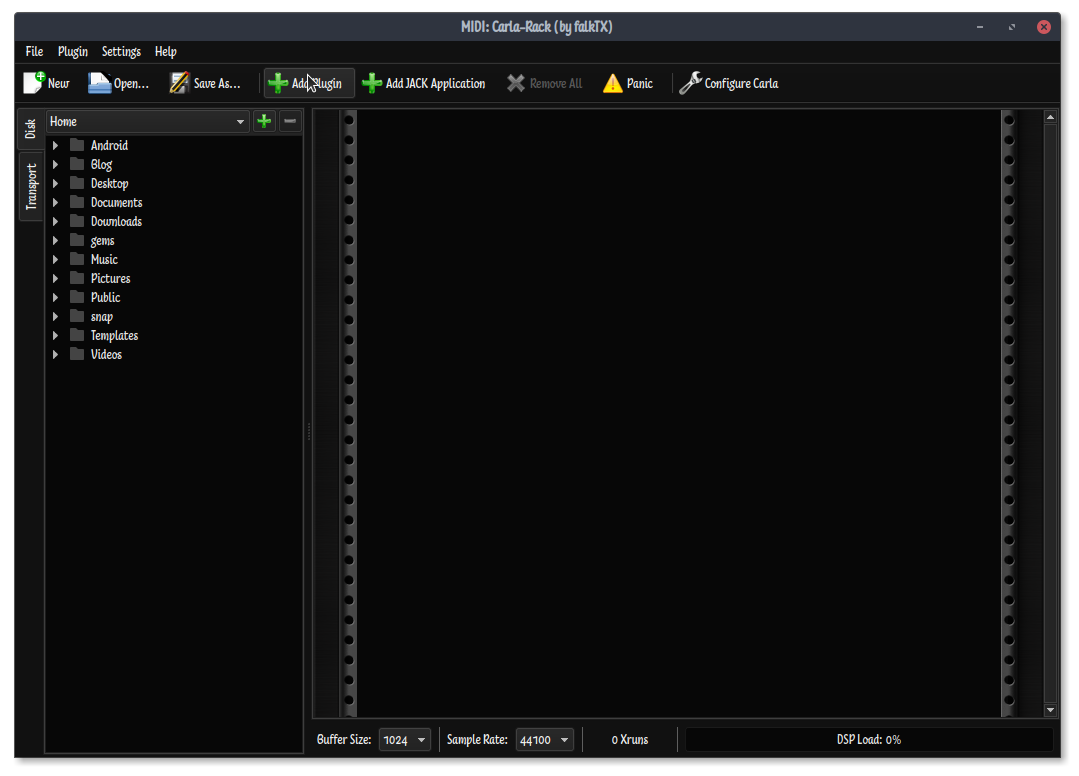 MIDI: Carla-Rack (by falkTX)
File Plugin Settings Help
New Open... Save As... Add Plugin Add JACK Application Remove All Panic Configure Carla
Disk
Transport
Home
Android
Blog
Desktop
Documents
Downloads
gems
Music
Pictures
Public
snap
Templates
Videos
Buffer Size: 1024 Sample Rate: 44100 0 Xruns DSP Load: 0%